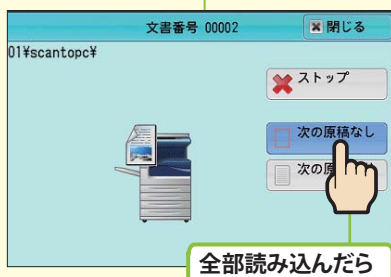 文書番号 00002
閉じる
01¥scantopc¥
ストップ
次の原稿なし
次の原
全部読み込んだら